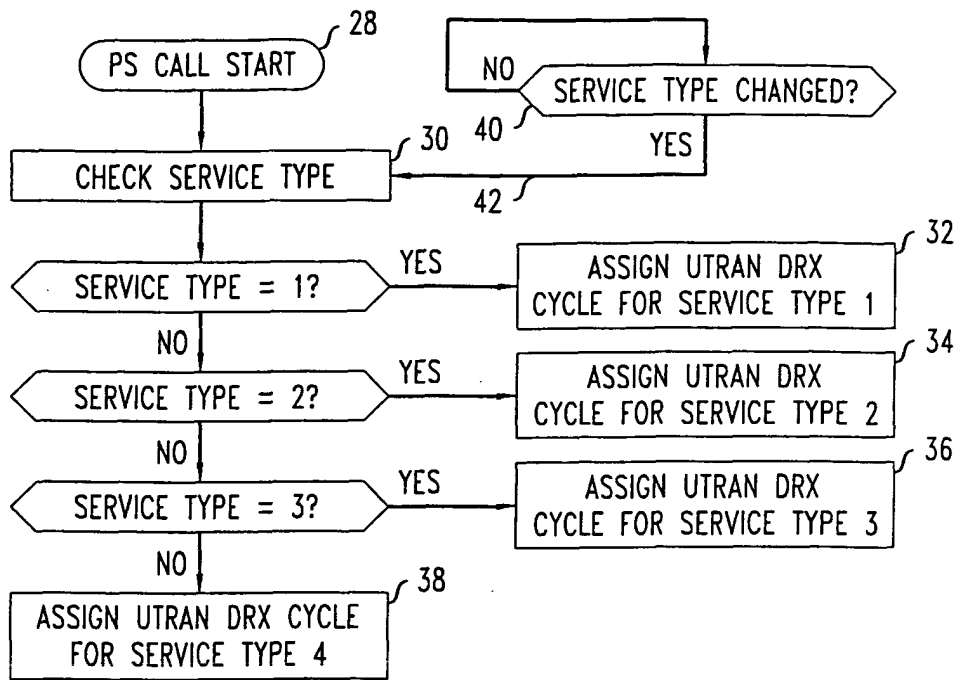 28
PS CALL START
NO
SERVICE TYPE CHANGED?
40
YES
30
CHECK SERVICE TYPE
42
SERVICE TYPE = 1?
YES
32
ASSIGN UTRAN DRX
CYCLE FOR SERVICE TYPE 1
NO
SERVICE TYPE = 2?
YES
34
ASSIGN UTRAN DRX
CYCLE FOR SERVICE TYPE 2
NO
SERVICE TYPE = 3?
YES
36
ASSIGN UTRAN DRX
CYCLE FOR SERVICE TYPE 3
NO
38
ASSIGN UTRAN DRX CYCLE
FOR SERVICE TYPE 4